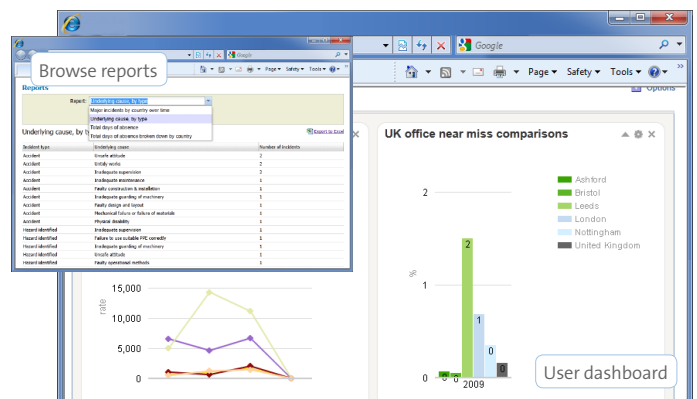 Google
Page
Safety
Tools
Options
Browse reports
Google
Page Safety Tools
Reports
Report: Underlying cause, by type
Major incidents by country over time
Underlying cause, by type
Total days of absence
Total days of absence broken down by country
Underlying cause, by ty
Export to Excel
Incident type Underlying cause Number of incidents
Accident Unsafe attitude 2
Accident Untidy works 2
Accident Inadequate supervision
Accident Inadequate maintenance 1
Accident Faulty construction & installation 1
Accident Inadequate guarding of machinery 1
Accident Faulty design and layout 1
Accident Mechanical failure or failure of materials 1
Accident Physical disability 1
Hazard identified Inadequate supervision 1
Hazard identified Failure to use suitable PPE correctly 1
Hazard identified Inadequate guarding of machinery 1
Hazard identified Unsafe attitude 1
Hazard identified Faulty operational methods 1
UK office near miss comparisons
Ashford
Bristol
Leeds
London
Nottingham
United Kingdom
2
%
1
0
2
1
0
0
0
0
2009
15,000
rate
10,000
5,000
0
User dashboard